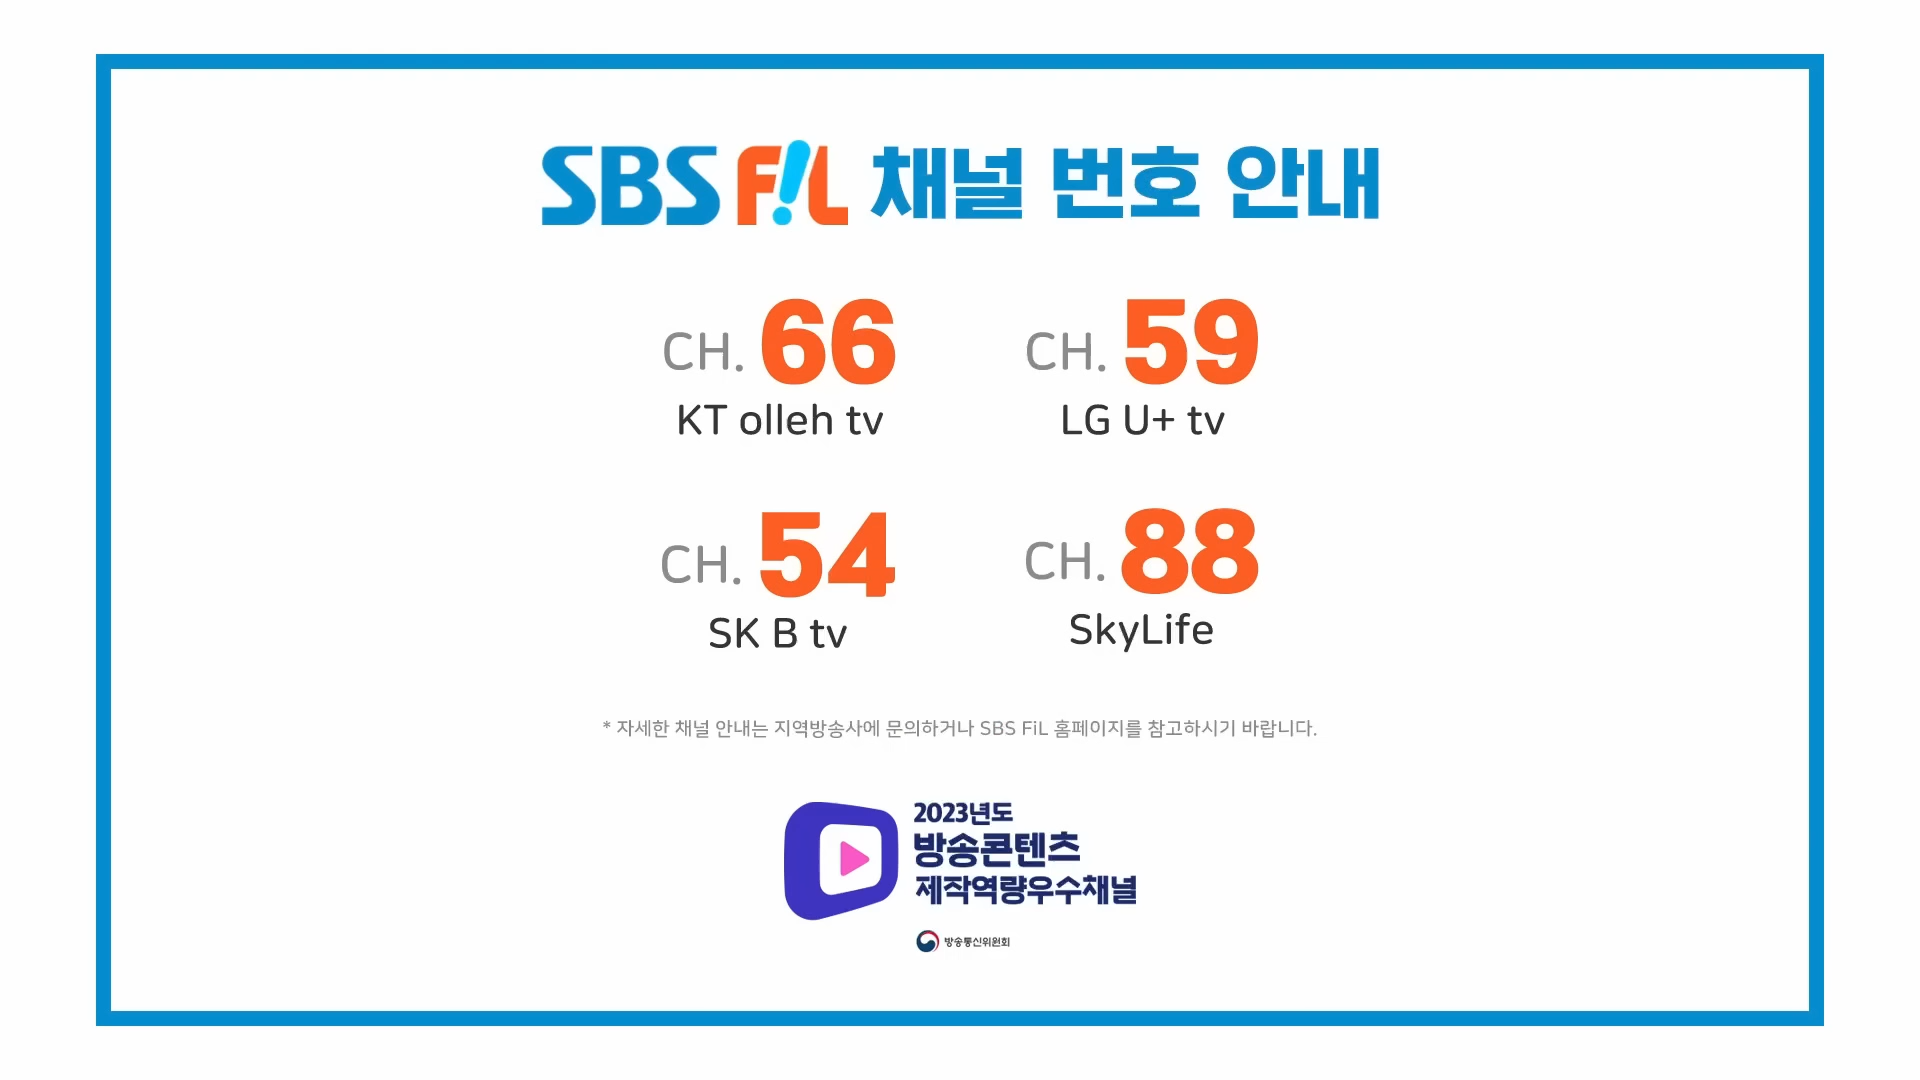 SBS F!L 채널 번호 안내
CH. 66
KT olleh tv
CH. 59
LG U+ tv
CH. 54
SK B tv
CH. 88
SkyLife
* 자세한 채널 안내는 지역방송사에 문의하거나 SBS FiL 홈페이지를 참고하시기 바랍니다.
2023년도
방송콘텐츠
제작역량우수채널
방송통신위원회